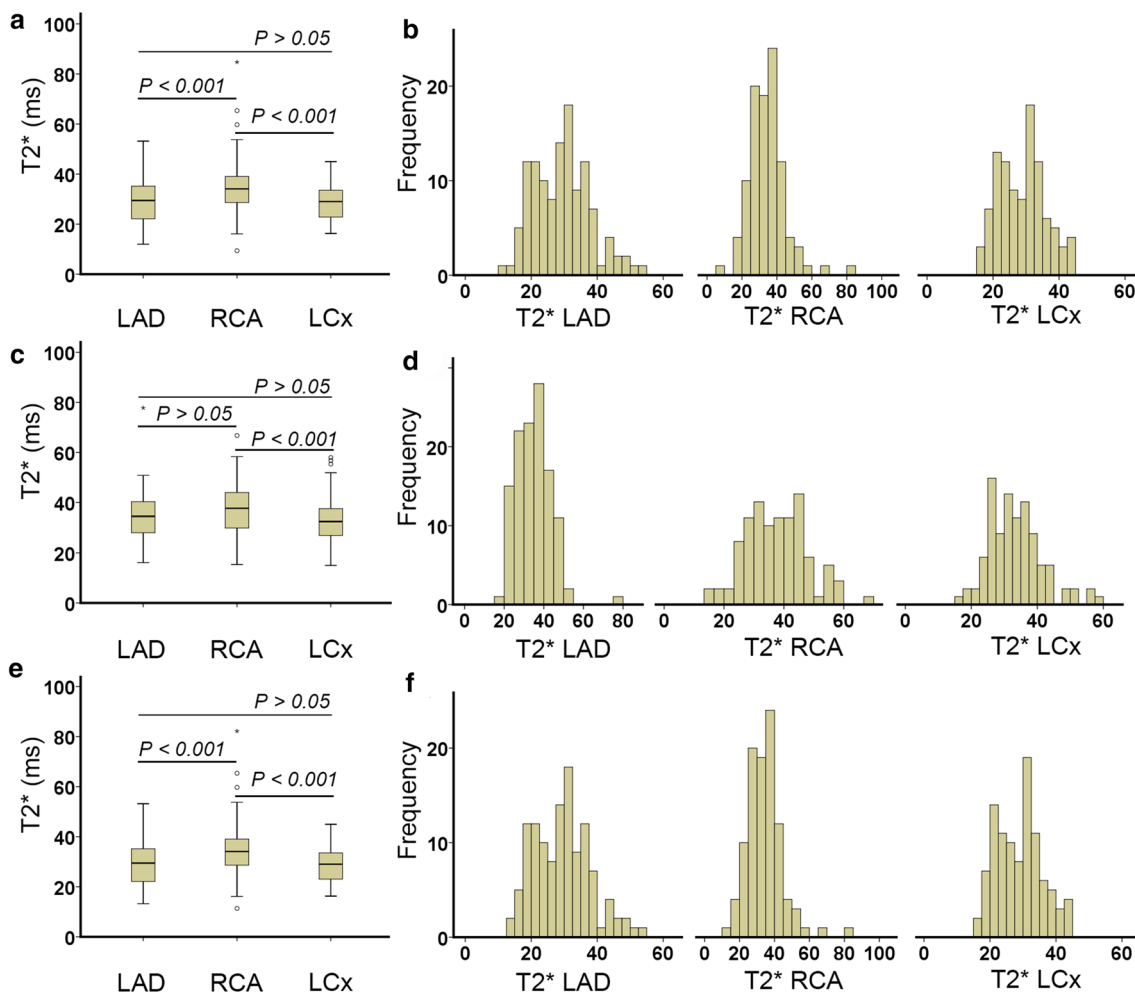 a
100
80
60
40
20
0
T2* (ms)
P > 0.05
P < 0.001
P < 0.001
LAD RCA LCx
b
Frequency
20
10
0
0 20 40 60
T2* LAD
0 20 40 60 80 100
T2* RCA
0 20 40 60
T2* LCx
c
100
80
60
40
20
0
T2* (ms)
P > 0.05
P > 0.05
P < 0.001
LAD RCA LCx
d
Frequency
20
10
0
0 20 40 60 80
T2* LAD
0 20 40 60
T2* RCA
0 20 40 60
T2* LCx
e
100
80
60
40
20
0
T2* (ms)
P > 0.05
P < 0.001
P < 0.001
LAD RCA LCx
f
Frequency
20
10
0
0 20 40 60
T2* LAD
0 20 40 60 80 100
T2* RCA
0 20 40 60
T2* LCx